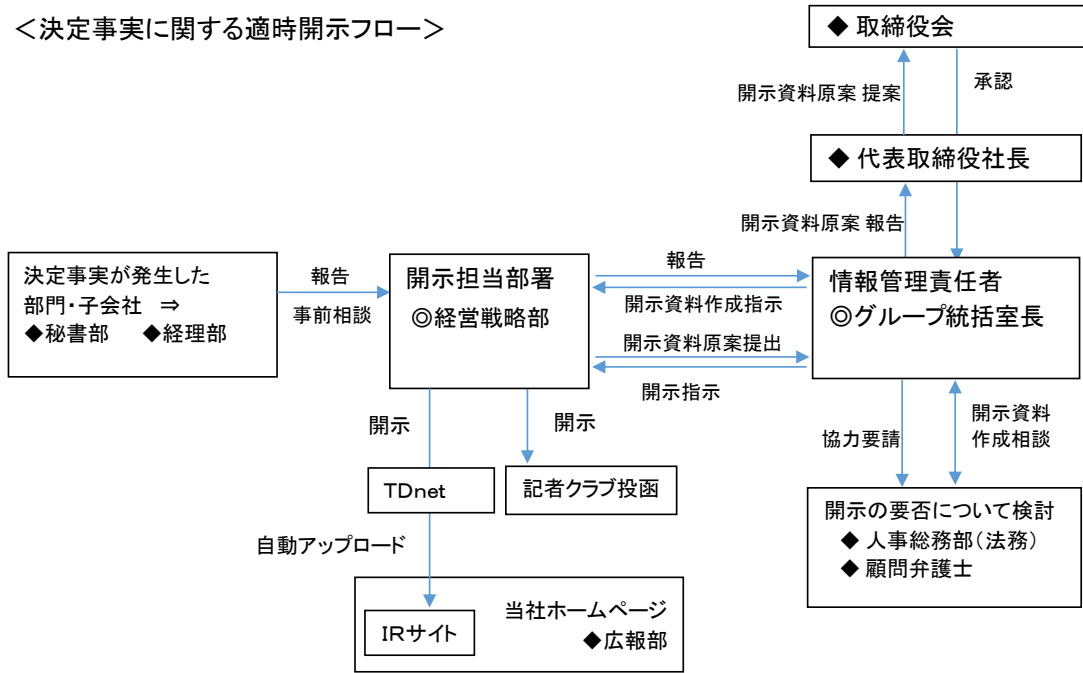 ＜決定事実に関する適時開示フロー＞
◆ 取締役会
開示資料原案 提案
承認
◆ 代表取締役社長
開示資料原案 報告
決定事実が発生した
部門・子会社　⇒
◆秘書部　◆経理部
報告
事前相談
開示担当部署
◎経営戦略部
報告
開示資料作成指示
開示資料原案提出
開示指示
情報管理責任者
◎グループ統括室長
開示
開示
協力要請
開示資料
作成相談
TDnet
記者クラブ投函
開示の要否について検討
◆ 人事総務部（法務）
◆ 顧問弁護士
自動アップロード
当社ホームページ
◆広報部
IRサイト